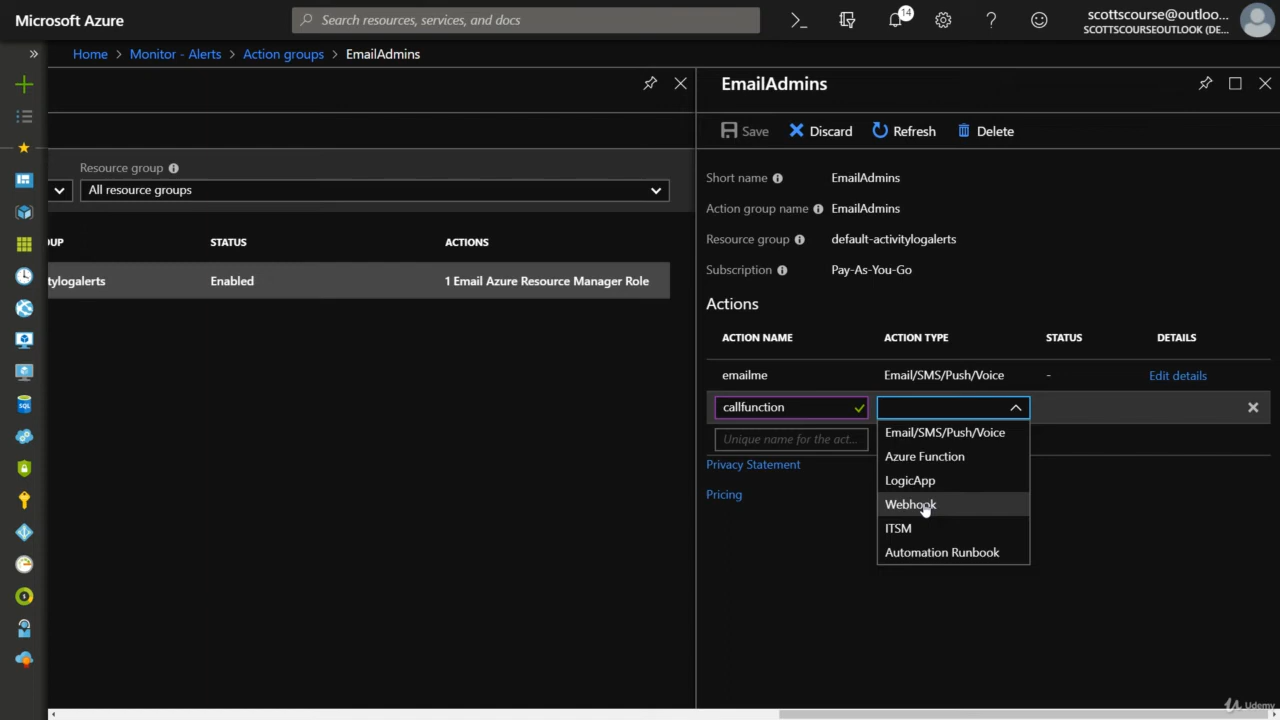 Microsoft Azure
Search resources, services, and docs
14
scottscourse@outloo...
SCOTTSCOURSEOUTLOOK (DE...
Home > Monitor - Alerts > Action groups > EmailAdmins
EmailAdmins
Save Discard Refresh Delete
Resource group
All resource groups
OUP STATUS ACTIONS
tylogalerts Enabled 1 Email Azure Resource Manager Role
Short name EmailAdmins
Action group name EmailAdmins
Resource group default-activitylogalerts
Subscription Pay-As-You-Go
Actions
ACTION NAME ACTION TYPE STATUS DETAILS
emailme Email/SMS/Push/Voice - Edit details
callfunction
Unique name for the act...
Email/SMS/Push/Voice
Azure Function
LogicApp
Webhook
ITSM
Automation Runbook
Privacy Statement
Pricing
SQL
Udemy